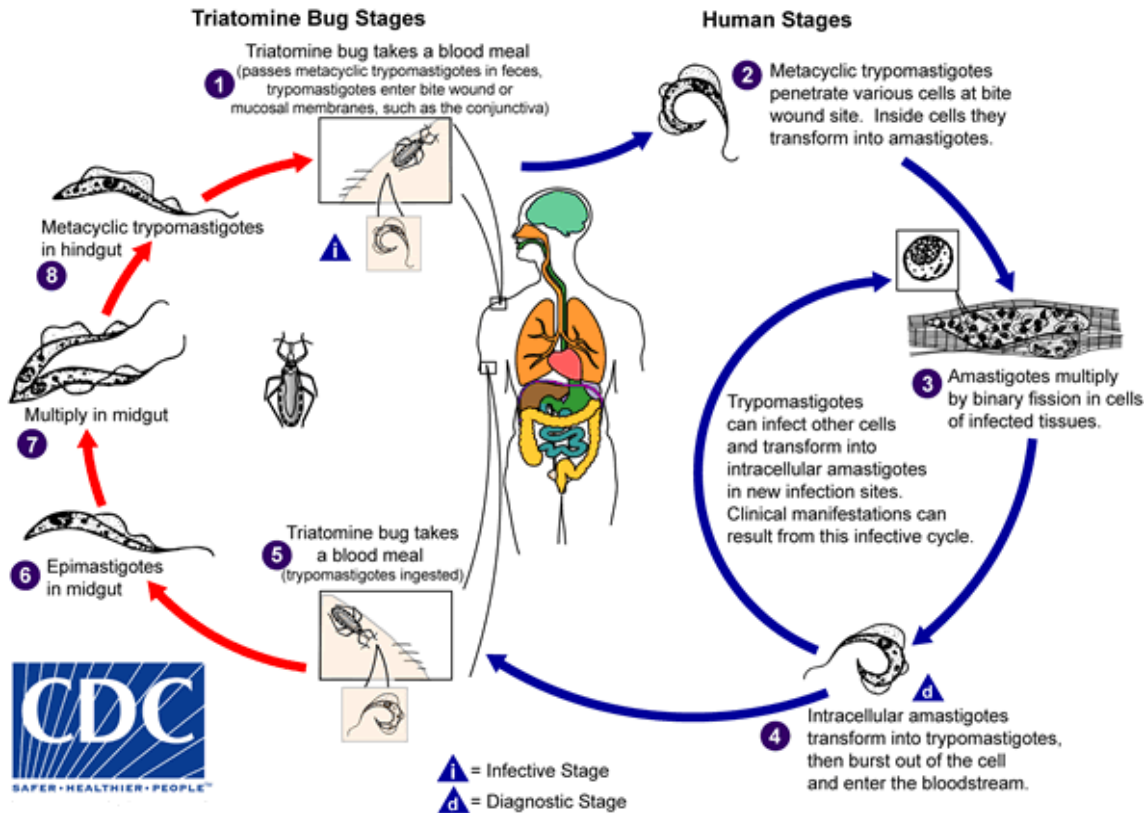 Triatomine Bug Stages
Human Stages
Triatomine bug takes a blood meal
(passes metacyclic trypomastigotes in feces,
trypomastigotes enter bite wound or
mucosal membranes, such as the conjunctiva)
1
i
2
Metacyclic trypomastigotes
penetrate various cells at bite
wound site. Inside cells they
transform into amastigotes.
3
Amastigotes multiply
by binary fission in cells
of infected tissues.
Trypomastigotes
can infect other cells
and transform into
intracellular amastigotes
in new infection sites.
Clinical manifestations can
result from this infective cycle.
d
4
Intracellular amastigotes
transform into trypomastigotes,
then burst out of the cell
and enter the bloodstream.
5
Triatomine bug takes
a blood meal
(trypomastigotes ingested)
6
Epimastigotes
in midgut
Multiply in midgut
7
Metacyclic trypomastigotes
in hindgut
8
CDC
SAFER•HEALTHIER•PEOPLE™
i = Infective Stage
d = Diagnostic Stage